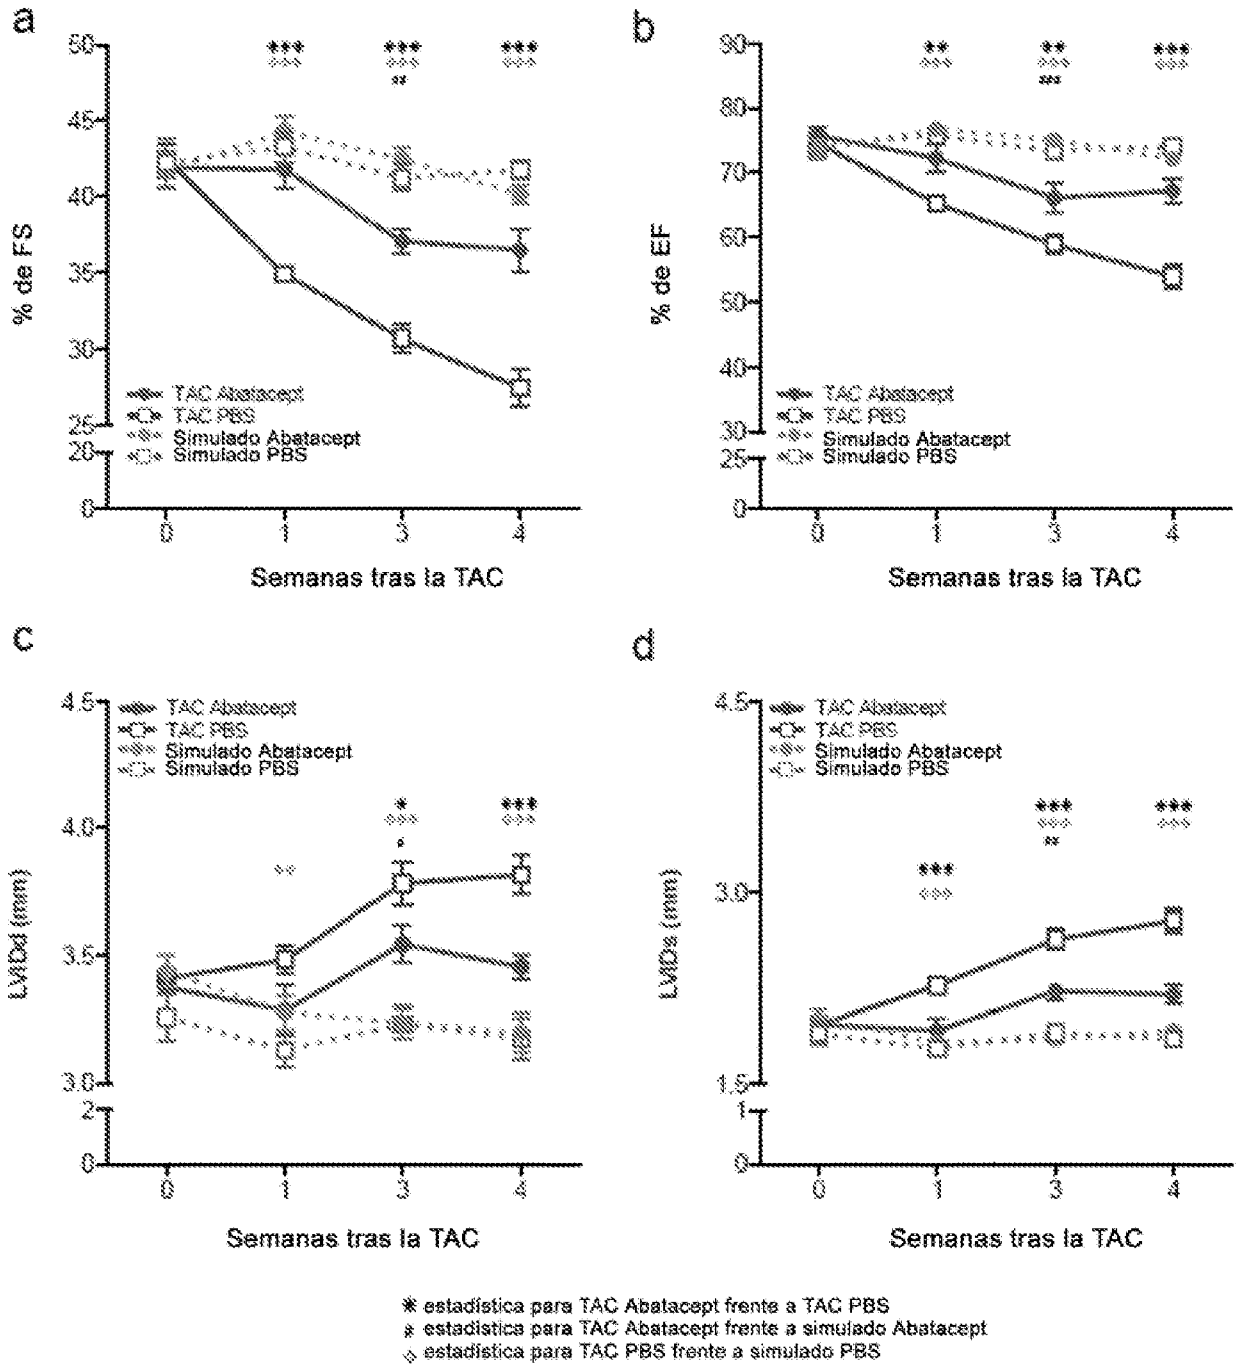 a
50
45
40
35
30
25
20
0
% de FS
*** *** ***
◇◇◇ ◇◇◇ ◇◇◇
##
TAC Abatacept
TAC PBS
Simulado Abatacept
Simulado PBS
0 1 3 4
Semanas tras la TAC
b
90
80
70
60
50
40
30
25
0
% de EF
** ** ***
◇◇◇ ◇◇◇ ◇◇◇
###
TAC Abatacept
TAC PBS
Simulado Abatacept
Simulado PBS
0 1 3 4
Semanas tras la TAC
c
4.5
4.0
3.5
3.0
2
0
LVIDd (mm)
TAC Abatacept
TAC PBS
Simulado Abatacept
Simulado PBS
* ***
◇◇◇ ◇◇◇
#
◇◇
0 1 3 4
Semanas tras la TAC
d
4.5
3.0
1.5
1
0
LVIDs (mm)
TAC Abatacept
TAC PBS
Simulado Abatacept
Simulado PBS
*** ***
◇◇◇ ◇◇◇
##
***
◇◇◇
0 1 3 4
Semanas tras la TAC
* estadística para TAC Abatacept frente a TAC PBS
# estadística para TAC Abatacept frente a simulado Abatacept
◇ estadística para TAC PBS frente a simulado PBS